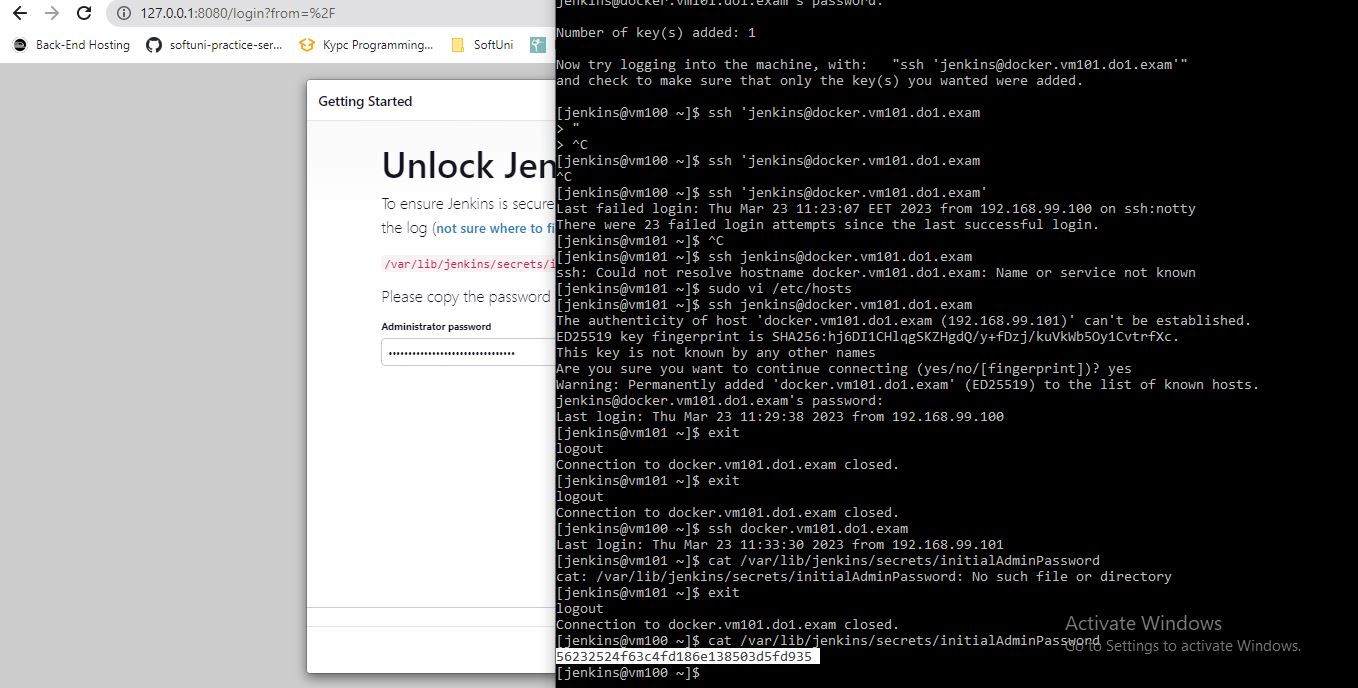 127.0.0.1:8080/login?from=%2F
Back-End Hosting
softuni-practice-ser...
Курс Programming...
SoftUni
Getting Started
Unlock Jen
To ensure Jenkins is secure
the log (not sure where to fi
/var/lib/jenkins/secrets/i
Please copy the password
Administrator password
jenkins@docker.vm101.do1.exam's password:
Number of key(s) added: 1
Now try logging into the machine, with:   "ssh 'jenkins@docker.vm101.do1.exam'"
and check to make sure that only the key(s) you wanted were added.
[jenkins@vm100 ~]$ ssh 'jenkins@docker.vm101.do1.exam
> "
> ^C
[jenkins@vm100 ~]$ ssh 'jenkins@docker.vm101.do1.exam
^C
[jenkins@vm100 ~]$ ssh 'jenkins@docker.vm101.do1.exam'
Last failed login: Thu Mar 23 11:23:07 EET 2023 from 192.168.99.100 on ssh:notty
There were 23 failed login attempts since the last successful login.
[jenkins@vm101 ~]$ ^C
[jenkins@vm101 ~]$ ssh jenkins@docker.vm101.do1.exam
ssh: Could not resolve hostname docker.vm101.do1.exam: Name or service not known
[jenkins@vm101 ~]$ sudo vi /etc/hosts
[jenkins@vm101 ~]$ ssh jenkins@docker.vm101.do1.exam
The authenticity of host 'docker.vm101.do1.exam (192.168.99.101)' can't be established.
ED25519 key fingerprint is SHA256:hj6DI1CHlqgSKZHgdQ/y+fDzj/kuVkWb5Oy1CvtrfXc.
This key is not known by any other names
Are you sure you want to continue connecting (yes/no/[fingerprint])? yes
Warning: Permanently added 'docker.vm101.do1.exam' (ED25519) to the list of known hosts.
jenkins@docker.vm101.do1.exam's password:
Last login: Thu Mar 23 11:29:38 2023 from 192.168.99.100
[jenkins@vm101 ~]$ exit
logout
Connection to docker.vm101.do1.exam closed.
[jenkins@vm101 ~]$ exit
logout
Connection to docker.vm101.do1.exam closed.
[jenkins@vm100 ~]$ ssh docker.vm101.do1.exam
Last login: Thu Mar 23 11:33:30 2023 from 192.168.99.101
[jenkins@vm101 ~]$ cat /var/lib/jenkins/secrets/initialAdminPassword
cat: /var/lib/jenkins/secrets/initialAdminPassword: No such file or directory
[jenkins@vm101 ~]$ exit
logout
Connection to docker.vm101.do1.exam closed.
[jenkins@vm100 ~]$ cat /var/lib/jenkins/secrets/initialAdminPassword
56232524f63c4fd186e138503d5fd935
[jenkins@vm100 ~]$
Activate Windows
Go to Settings to activate Windows.